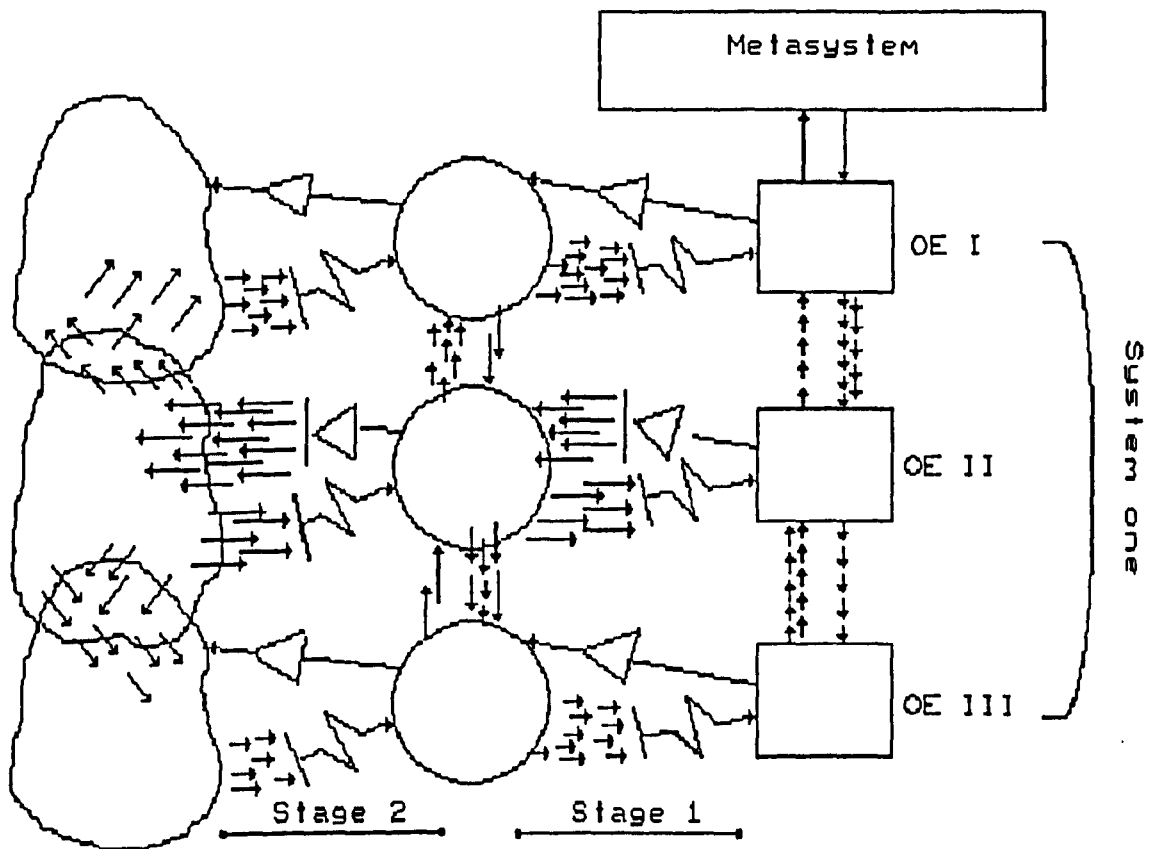 Metasystem
OE I
OE II
System one
OE III
Stage 2
Stage 1